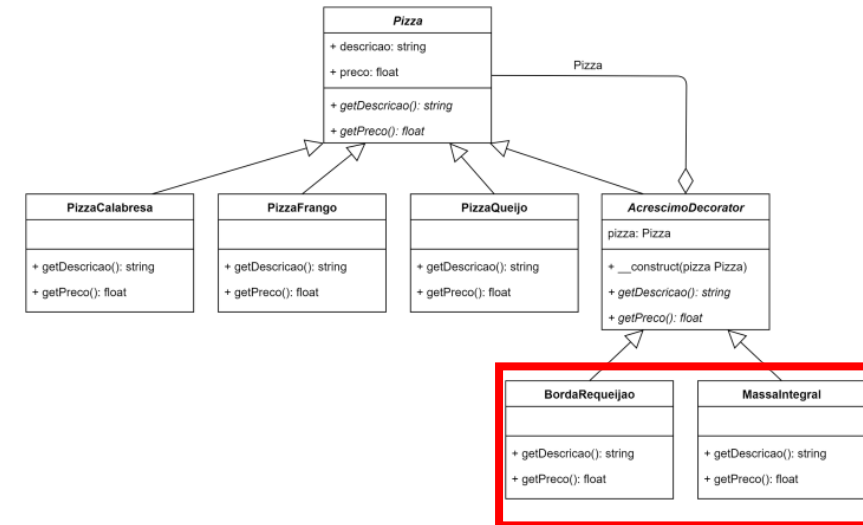 Pizza
+ descricao: string
+ preco: float
+ getDescricao(): string
+ getPreco(): float
Pizza
PizzaCalabresa
+ getDescricao(): string
+ getPreco(): float
PizzaFrango
+ getDescricao(): string
+ getPreco(): float
PizzaQueijo
+ getDescricao(): string
+ getPreco(): float
AcrescimoDecorator
pizza: Pizza
+ __construct(pizza Pizza)
+ getDescricao(): string
+ getPreco(): float
BordaRequeijao
+ getDescricao(): string
+ getPreco(): float
MassaIntegral
+ getDescricao(): string
+ getPreco(): float